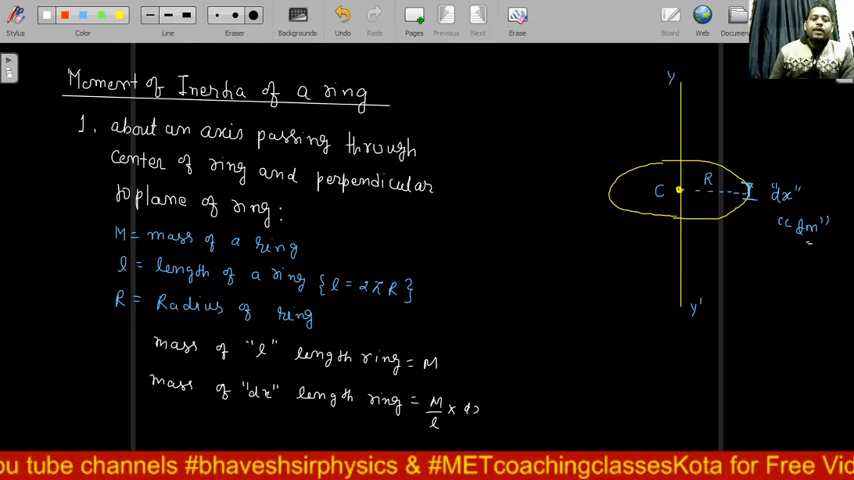 Stylus
Color
Line
Eraser
Backgrounds
Undo
Redo
Pages
Previous
Next
Erase
Board
Web
Documen
Moment of Inertia of a ring
1. about an axis passing through
center of ring and perpendicular
to plane of ring:
M = mass of a ring
l = length of a ring { l = 2πR }
R = Radius of ring
mass of "l" length ring = M
mass of "dx" length ring = M/l ×
y
C
R
"dx"
"dm"
y'
ou tube channels #bhaveshsirphysics & #METcoachingclassesKota for Free Vid